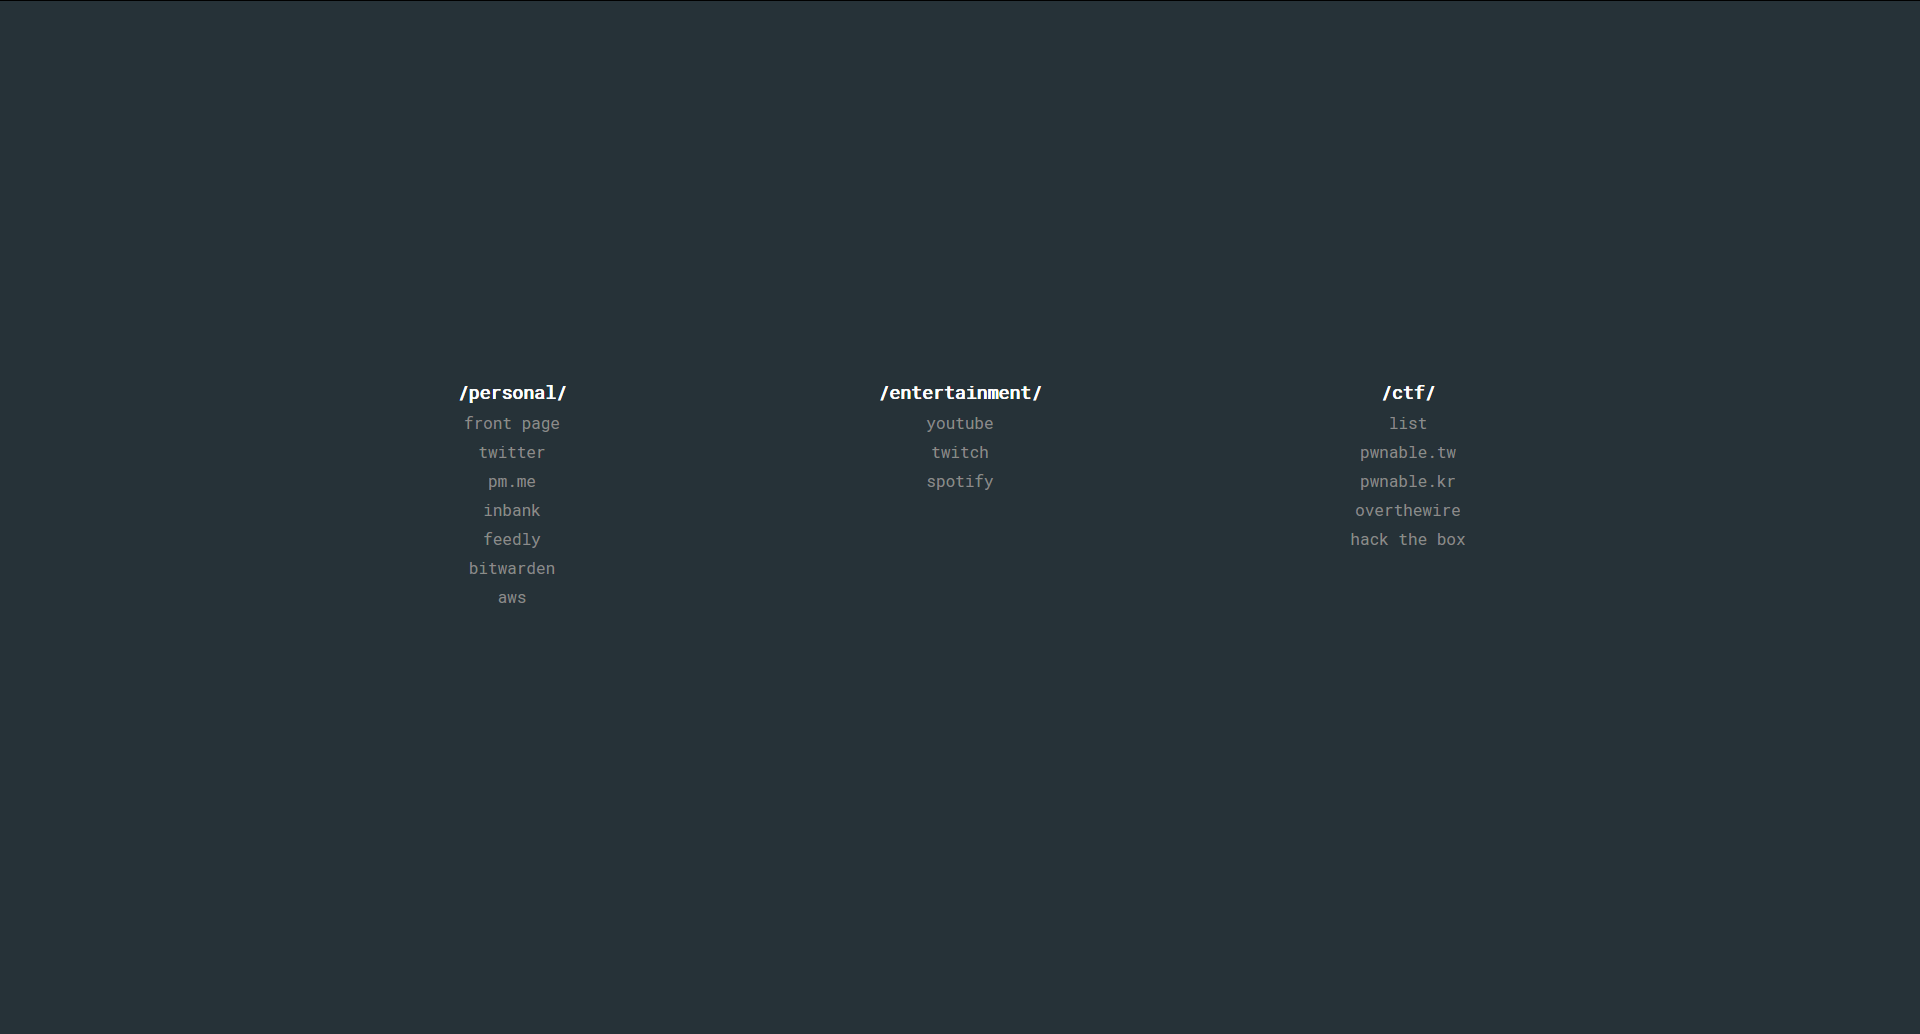 /personal/
front page
twitter
pm.me
inbank
feedly
bitwarden
aws
/entertainment/
youtube
twitch
spotify
/ctf/
list
pwnable.tw
pwnable.kr
overthewire
hack the box